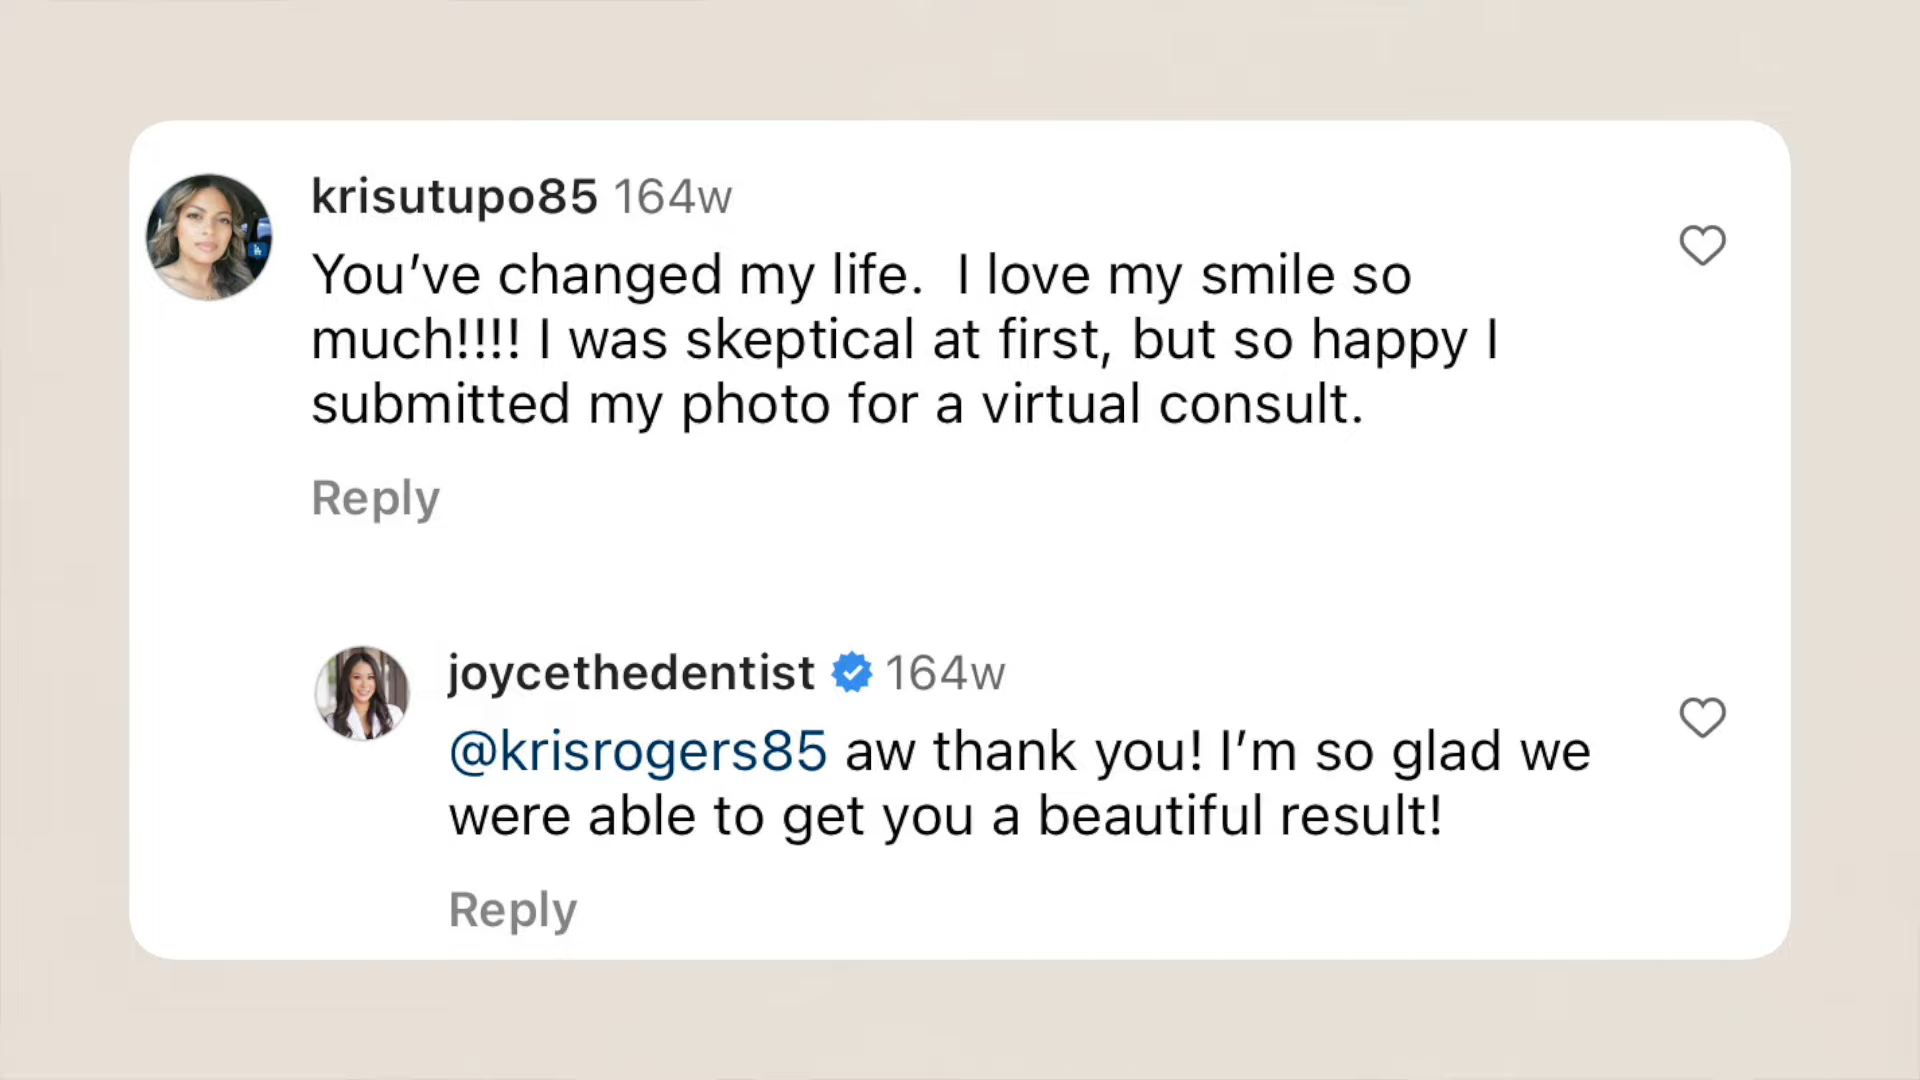 krisutupo85 164w
You’ve changed my life.  I love my smile so
much!!!! I was skeptical at first, but so happy I
submitted my photo for a virtual consult.
Reply
joycethedentist 164w
@krisrogers85 aw thank you! I’m so glad we
were able to get you a beautiful result!
Reply